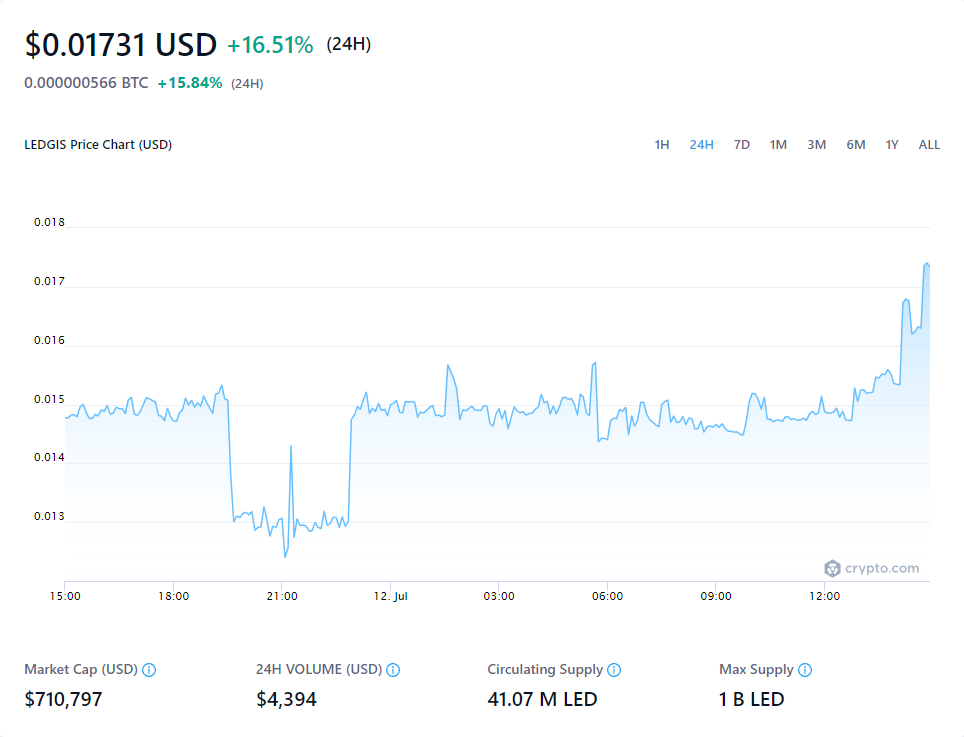 $0.01731 USD +16.51% (24H)
0.000000566 BTC +15.84% (24H)
LEDGIS Price Chart (USD) 1H 24H 7D 1M 3M 6M 1Y ALL
0.018
0.017
0.016
0.015
0.014
0.013
crypto.com
15:00 18:00 21:00 12. Jul 03:00 06:00 09:00 12:00
Market Cap (USD) 24H VOLUME (USD) Circulating Supply Max Supply
$710,797 $4,394 41.07 M LED 1 B LED